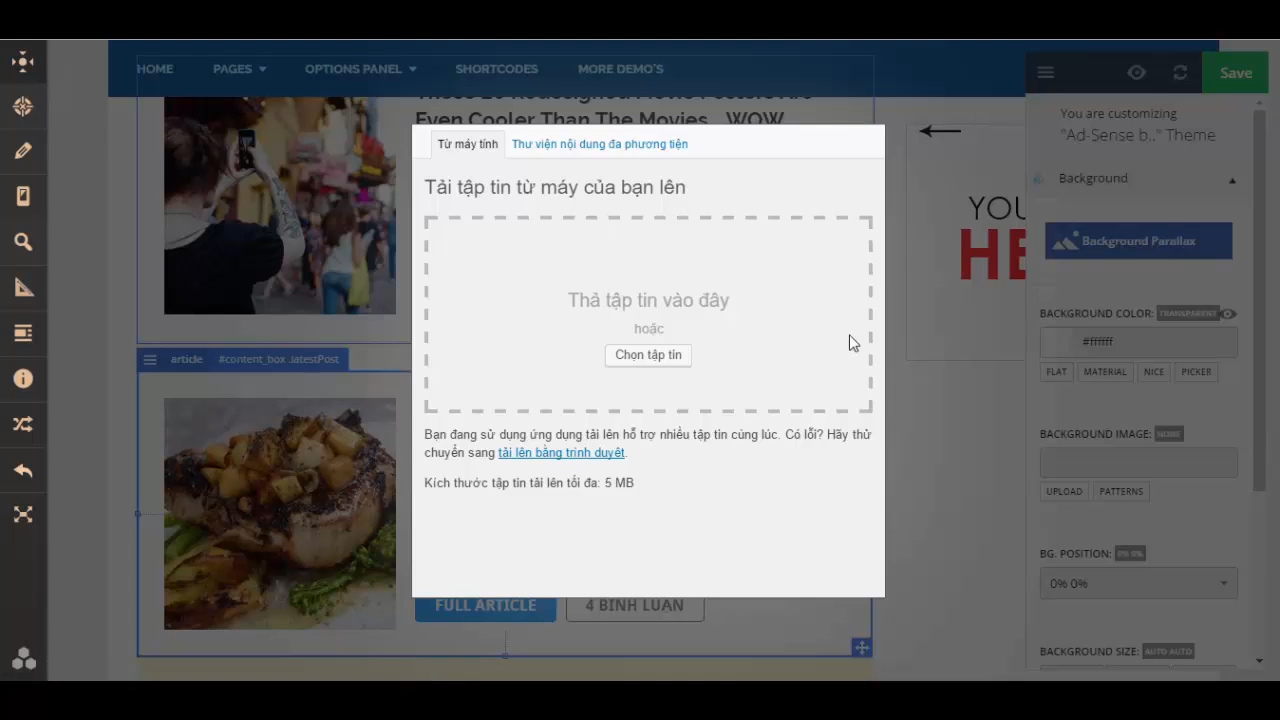 HOME PAGES OPTIONS PANEL SHORTCODES MORE DEMO'S
Even Cooler Than The Movies.. WOW
article #content_box .latestPost
FULL ARTICLE 4 BÌNH LUẬN
Từ máy tính Thư viện nội dung đa phương tiện
Tải tập tin từ máy của bạn lên
Thả tập tin vào đây
hoặc
Chọn tập tin
Bạn đang sử dụng ứng dụng tải lên hỗ trợ nhiều tập tin cùng lúc. Có lỗi? Hãy thử
chuyển sang tải lên bằng trình duyệt.
Kích thước tập tin tải lên tối đa: 5 MB
YOU
HE
Save
You are customizing
"Ad-Sense b.." Theme
Background
Background Parallax
BACKGROUND COLOR: TRANSPARENT
#ffffff
FLAT MATERIAL NICE PICKER
BACKGROUND IMAGE: NONE
UPLOAD PATTERNS
BG. POSITION: 0% 0%
0% 0%
BACKGROUND SIZE: AUTO AUTO